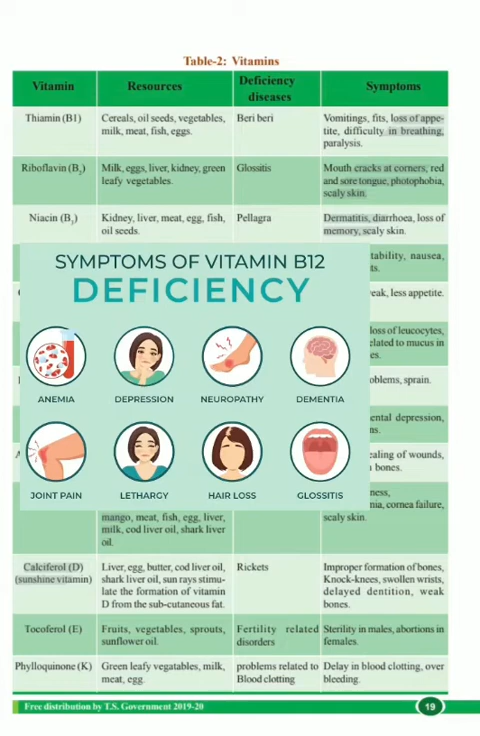 Table-2: Vitamins
Vitamin Resources Deficiency diseases Symptoms
Thiamin (B1) Cereals, oil seeds, vegetables, Beri beri Vomitings, fits, loss of appe-
milk, meat, fish, eggs. tite, difficulty in breathing,
paralysis.
Riboflavin (B2) Milk, eggs, liver, kidney, green Glossitis Mouth cracks at corners, red
leafy vegetables. and sore tongue, photophobia,
scaly skin.
Niacin (B3) Kidney, liver, meat, egg, fish, Pellagra Dermatitis, diarrhoea, loss of
oil seeds. memory, scaly skin.
tability, nausea,
SYMPTOMS OF VITAMIN B12
DEFICIENCY
eak, less appetite.
loss of leucocytes,
elated to mucus in
oblems, sprain.
ANEMIA DEPRESSION NEUROPATHY DEMENTIA
ental depression,
ealing of wounds,
bones.
JOINT PAIN LETHARGY HAIR LOSS GLOSSITIS
ness,
ia, cornea failure,
mango, meat, fish, egg, liver, scaly skin.
milk, cod liver oil, shark liver
oil.
Calciferol (D) Liver, egg, butter, cod liver oil, Rickets Improper formation of bones,
(sunshine vitamin) shark liver oil, sun rays stimu- Knock-knees, swollen wrists,
late the formation of vitamin delayed dentition, weak
D from the sub-cutaneous fat. bones.
Tocoferol (E) Fruits, vegetables, sprouts, Fertility related Sterility in males, abortions in
sunflower oil. disorders females.
Phylloquinone (K) Green leafy vegatables, milk, problems related to Delay in blood clotting, over
meat, egg. Blood clotting bleeding.
Free distribution by T.S. Government 2019-20 19